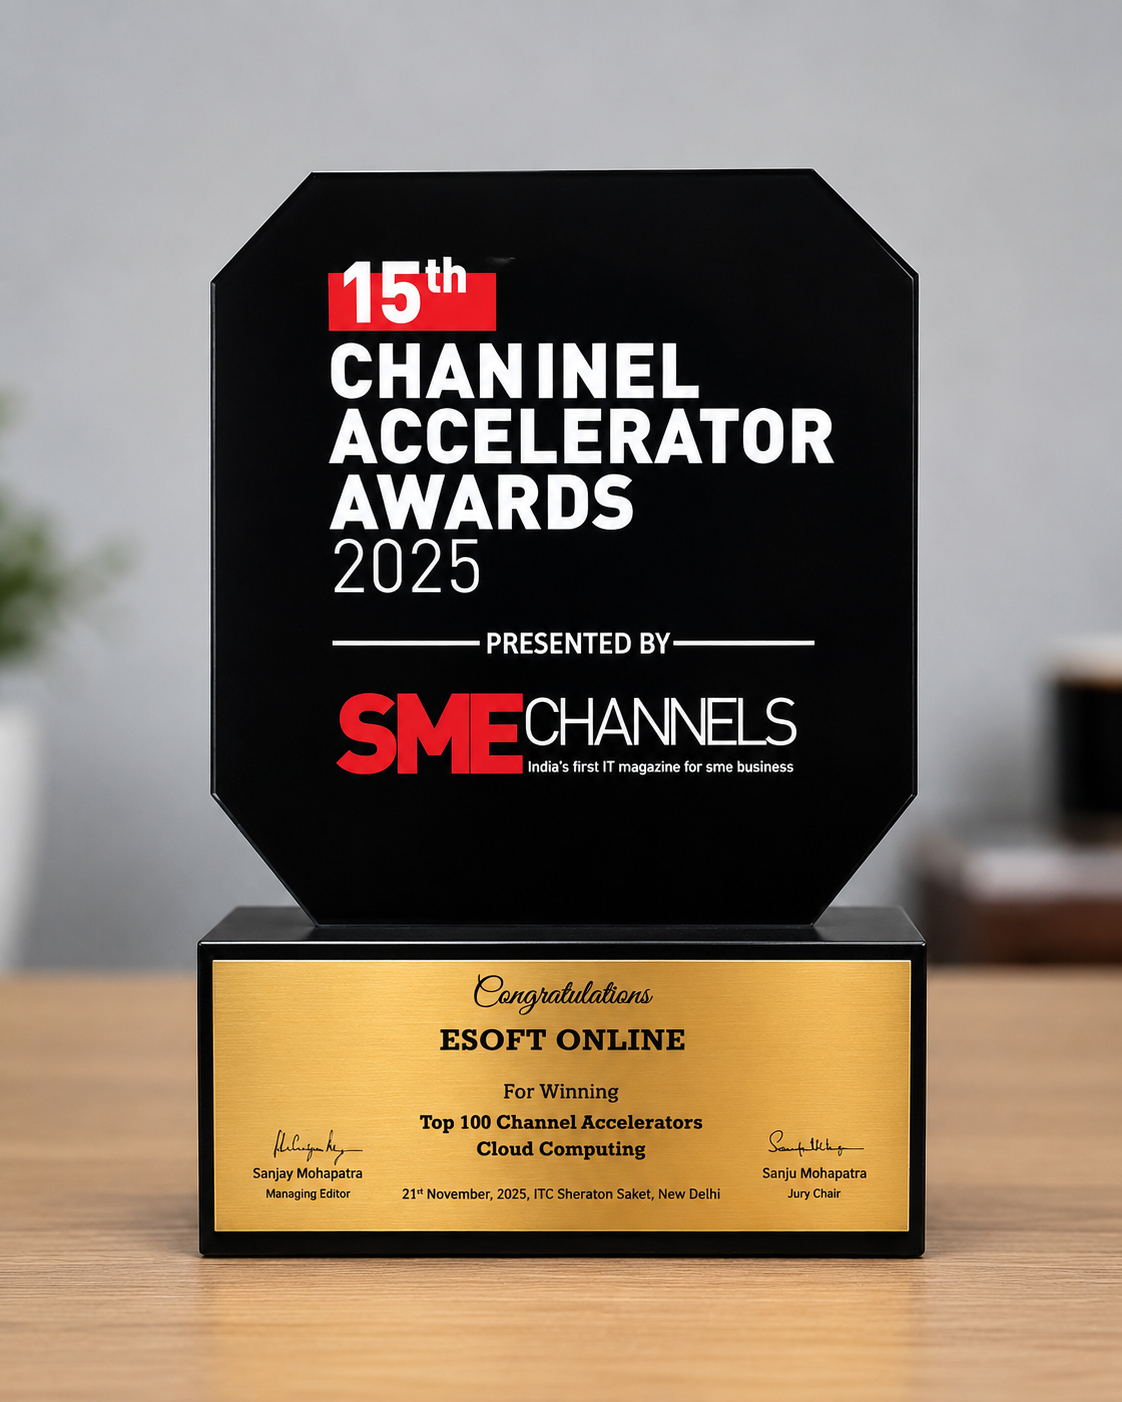 15th
CHANINEL
ACCELERATOR
AWARDS
2025
PRESENTED BY
SMECHANNELS
India's first IT magazine for sme business
Congratulations
ESOFT ONLINE
For Winning
Top 100 Channel Accelerators
Cloud Computing
Sanjay Mohapatra
Managing Editor
21st November, 2025, ITC Sheraton Saket, New Delhi
Sanju Mohapatra
Jury Chair